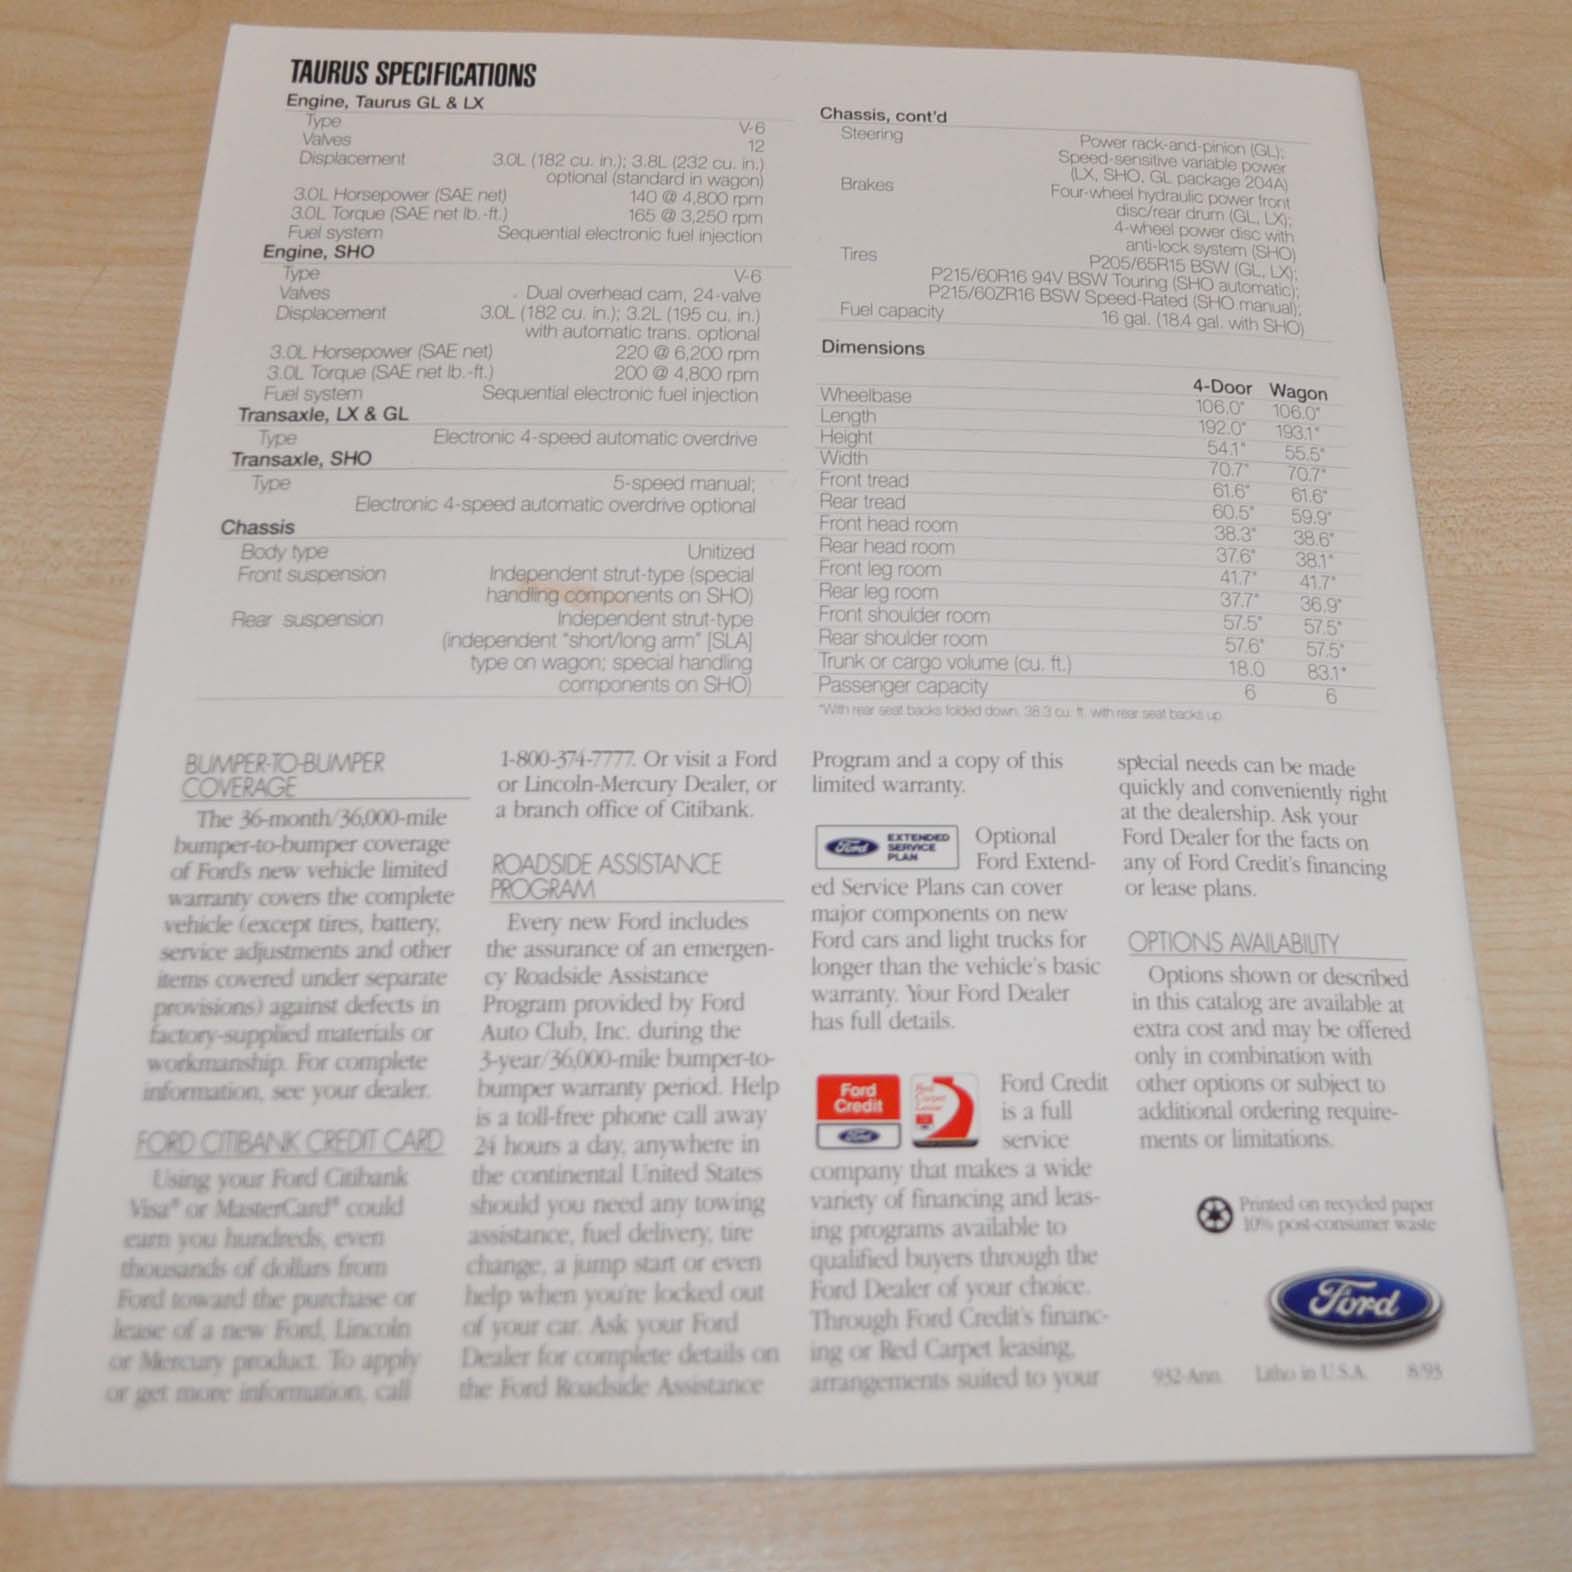 TAURUS SPECIFICATIONS
Engine, Taurus GL & LX
Type V-6
Valves 12
Displacement 3.0L (182 cu. in.); 3.8L (232 cu. in.)
optional (standard in wagon)
3.0L Horsepower (SAE net) 140 @ 4,800 rpm
3.0L Torque (SAE net lb.-ft.) 165 @ 3,250 rpm
Fuel system Sequential electronic fuel injection
Engine, SHO
Type V-6
Valves Dual overhead cam, 24-valve
Displacement 3.0L (182 cu. in.); 3.2L (195 cu. in.)
with automatic trans. optional
3.0L Horsepower (SAE net) 220 @ 6,200 rpm
3.0L Torque (SAE net lb.-ft.) 200 @ 4,800 rpm
Fuel system Sequential electronic fuel injection
Transaxle, LX & GL
Type Electronic 4-speed automatic overdrive
Transaxle, SHO
Type 5-speed manual;
Electronic 4-speed automatic overdrive optional
Chassis
Body type Unitized
Front suspension Independent strut-type (special
handling components on SHO)
Rear suspension Independent strut-type
(independent "short/long arm" [SLA]
type on wagon; special handling
components on SHO)
Chassis, cont'd
Steering Power rack-and-pinion (GL);
Speed-sensitive variable power
(LX, SHO, GL package 204A)
Brakes Four-wheel hydraulic power front
disc/rear drum (GL, LX);
4-wheel power disc with
anti-lock system (SHO)
Tires P205/65R15 BSW (GL, LX);
P215/60R16 94V BSW Touring (SHO automatic);
P215/60ZR16 BSW Speed-Rated (SHO manual);
Fuel capacity 16 gal. (18.4 gal. with SHO)
Dimensions
4-Door Wagon
Wheelbase 106.0" 106.0"
Length 192.0" 193.1"
Height 54.1" 55.5"
Width 70.7" 70.7"
Front tread 61.6" 61.6"
Rear tread 60.5" 59.9"
Front head room 38.3" 38.6"
Rear head room 37.6" 38.1"
Front leg room 41.7" 41.7"
Rear leg room 37.7" 36.9"
Front shoulder room 57.5" 57.5"
Rear shoulder room 57.6" 57.5"
Trunk or cargo volume (cu. ft.) 18.0 83.1*
Passenger capacity 6 6
*With rear seat backs folded down. 38.3 cu. ft. with rear seat backs up.
BUMPER-TO-BUMPER
COVERAGE
The 36-month/36,000-mile
bumper-to-bumper coverage
of Ford's new vehicle limited
warranty covers the complete
vehicle (except tires, battery,
service adjustments and other
items covered under separate
provisions) against defects in
factory-supplied materials or
workmanship. For complete
information, see your dealer.
FORD CITIBANK CREDIT CARD
Using your Ford Citibank
Visa® or MasterCard® could
earn you hundreds, even
thousands of dollars from
Ford toward the purchase or
lease of a new Ford, Lincoln
or Mercury product. To apply
or get more information, call
1-800-374-7777. Or visit a Ford
or Lincoln-Mercury Dealer, or
a branch office of Citibank.
ROADSIDE ASSISTANCE
PROGRAM
Every new Ford includes
the assurance of an emergen-
cy Roadside Assistance
Program provided by Ford
Auto Club, Inc. during the
3-year/36,000-mile bumper-to-
bumper warranty period. Help
is a toll-free phone call away
24 hours a day, anywhere in
the continental United States
should you need any towing
assistance, fuel delivery, tire
change, a jump start or even
help when you're locked out
of your car. Ask your Ford
Dealer for complete details on
the Ford Roadside Assistance
Program and a copy of this
limited warranty.
Ford EXTENDED
SERVICE
PLAN
Optional
Ford Extend-
ed Service Plans can cover
major components on new
Ford cars and light trucks for
longer than the vehicle's basic
warranty. Your Ford Dealer
has full details.
Ford
Credit
Ford
Red
Carpet
Lease
Ford Credit
is a full
service
company that makes a wide
variety of financing and leas-
ing programs available to
qualified buyers through the
Ford Dealer of your choice.
Through Ford Credit's financ-
ing or Red Carpet leasing,
arrangements suited to your
special needs can be made
quickly and conveniently right
at the dealership. Ask your
Ford Dealer for the facts on
any of Ford Credit's financing
or lease plans.
OPTIONS AVAILABILITY
Options shown or described
in this catalog are available at
extra cost and may be offered
only in combination with
other options or subject to
additional ordering require-
ments or limitations.
Printed on recycled paper
10% post-consumer waste
Ford
932-Ann. Litho in U.S.A. 8/93